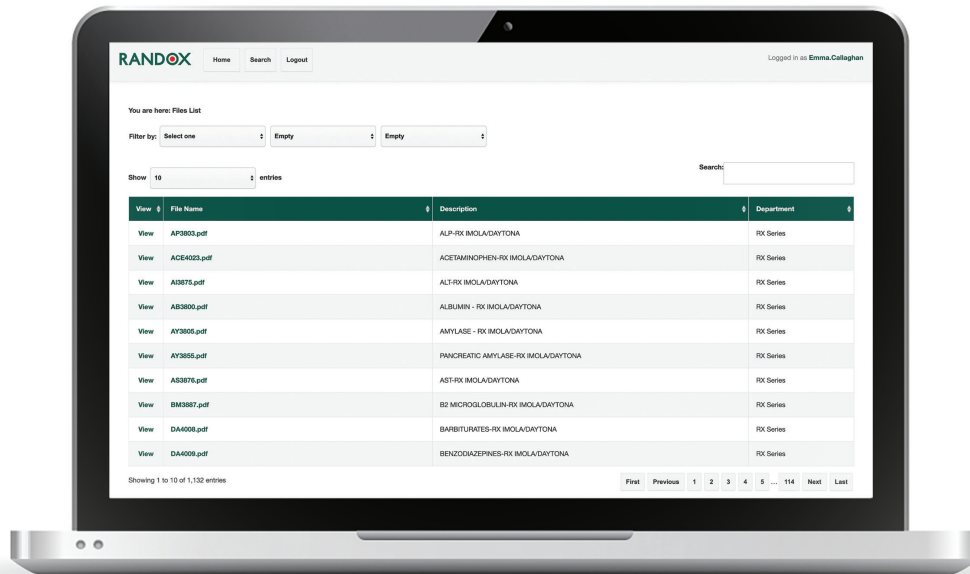 RANDOX Home Search Logout Logged in as Emma.Callaghan
You are here: Files List
Filter by: Select one Empty Empty
Search:
Show 10 entries
View File Name Description Department
View AP3803.pdf ALP-RX IMOLA/DAYTONA RX Series
View ACE4023.pdf ACETAMINOPHEN-RX IMOLA/DAYTONA RX Series
View AI3875.pdf ALT-RX IMOLA/DAYTONA RX Series
View AB3800.pdf ALBUMIN - RX IMOLA/DAYTONA RX Series
View AY3805.pdf AMYLASE - RX IMOLA/DAYTONA RX Series
View AY3855.pdf PANCREATIC AMYLASE-RX IMOLA/DAYTONA RX Series
View AS3876.pdf AST-RX IMOLA/DAYTONA RX Series
View BM3887.pdf B2 MICROGLOBULIN-RX IMOLA/DAYTONA RX Series
View DA4008.pdf BARBITURATES-RX IMOLA/DAYTONA RX Series
View DA4009.pdf BENZODIAZEPINES-RX IMOLA/DAYTONA RX Series
Showing 1 to 10 of 1,132 entries First Previous 1 2 3 4 5 ... 114 Next Last